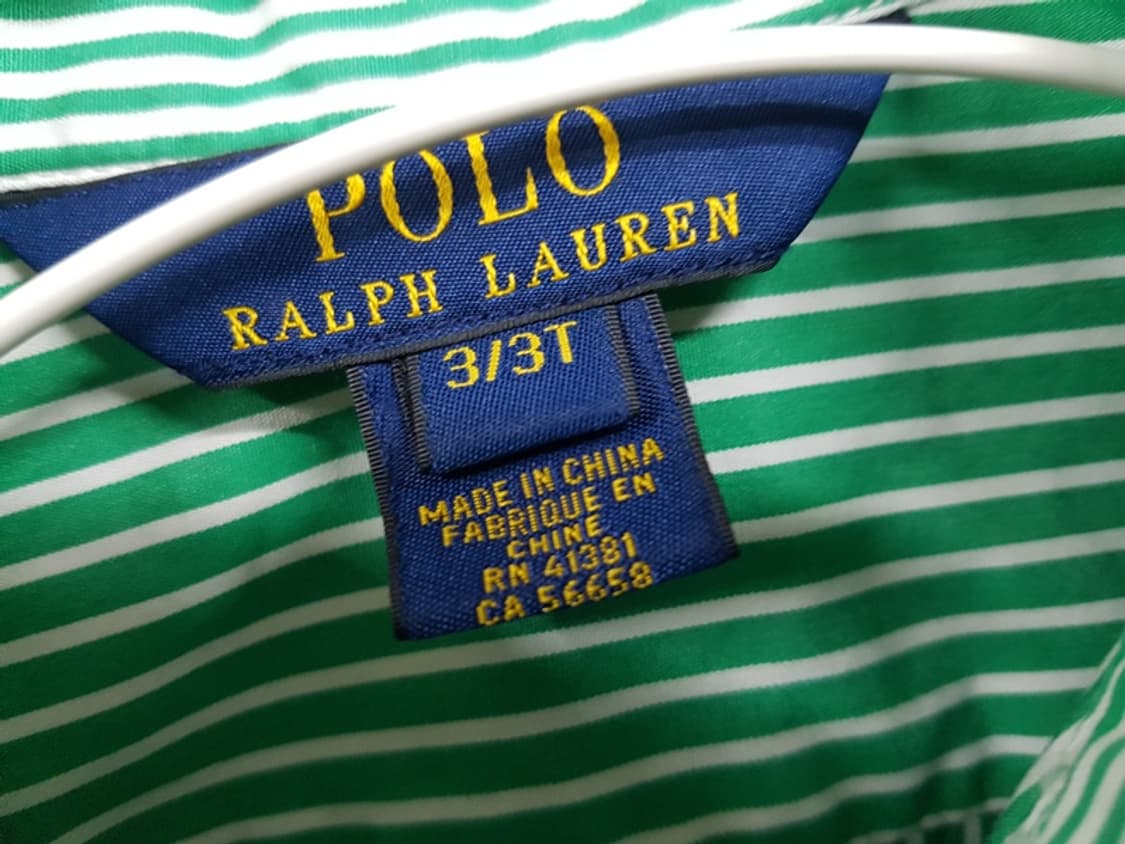 POLO
RALPH LAUREN
3/3T
MADE IN CHINA
FABRIQUE EN
CHINE
RN 41381
CA 56658